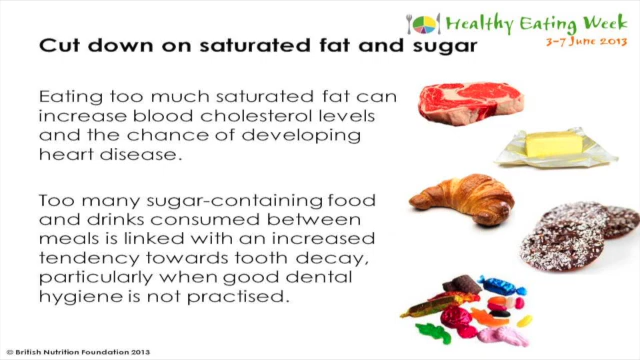 Healthy Eating Week
3-7 June 2013
Cut down on saturated fat and sugar
Eating too much saturated fat can
increase blood cholesterol levels
and the chance of developing
heart disease.
Too many sugar-containing food
and drinks consumed between
meals is linked with an increased
tendency towards tooth decay,
particularly when good dental
hygiene is not practised.
© British Nutrition Foundation 2013